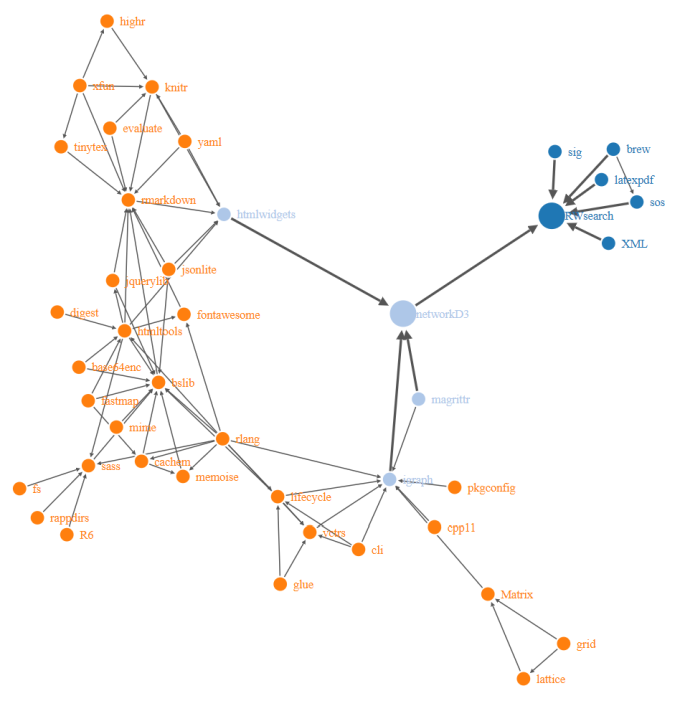 highr
xfun
knitr
evaluate
tinytex
yaml
sig
brew
latexpdf
rmarkdown
sos
htmlwidgets
RWsearch
XML
jsonlite
jquerylib
digest
fontawesome
networkD3
htmltools
base64enc
bslib
fastmap
magrittr
mime
rlang
cachem
sass
memoise
igraph
fs
pkgconfig
lifecycle
rappdirs
cpp11
R6
vctrs
cli
glue
Matrix
grid
lattice